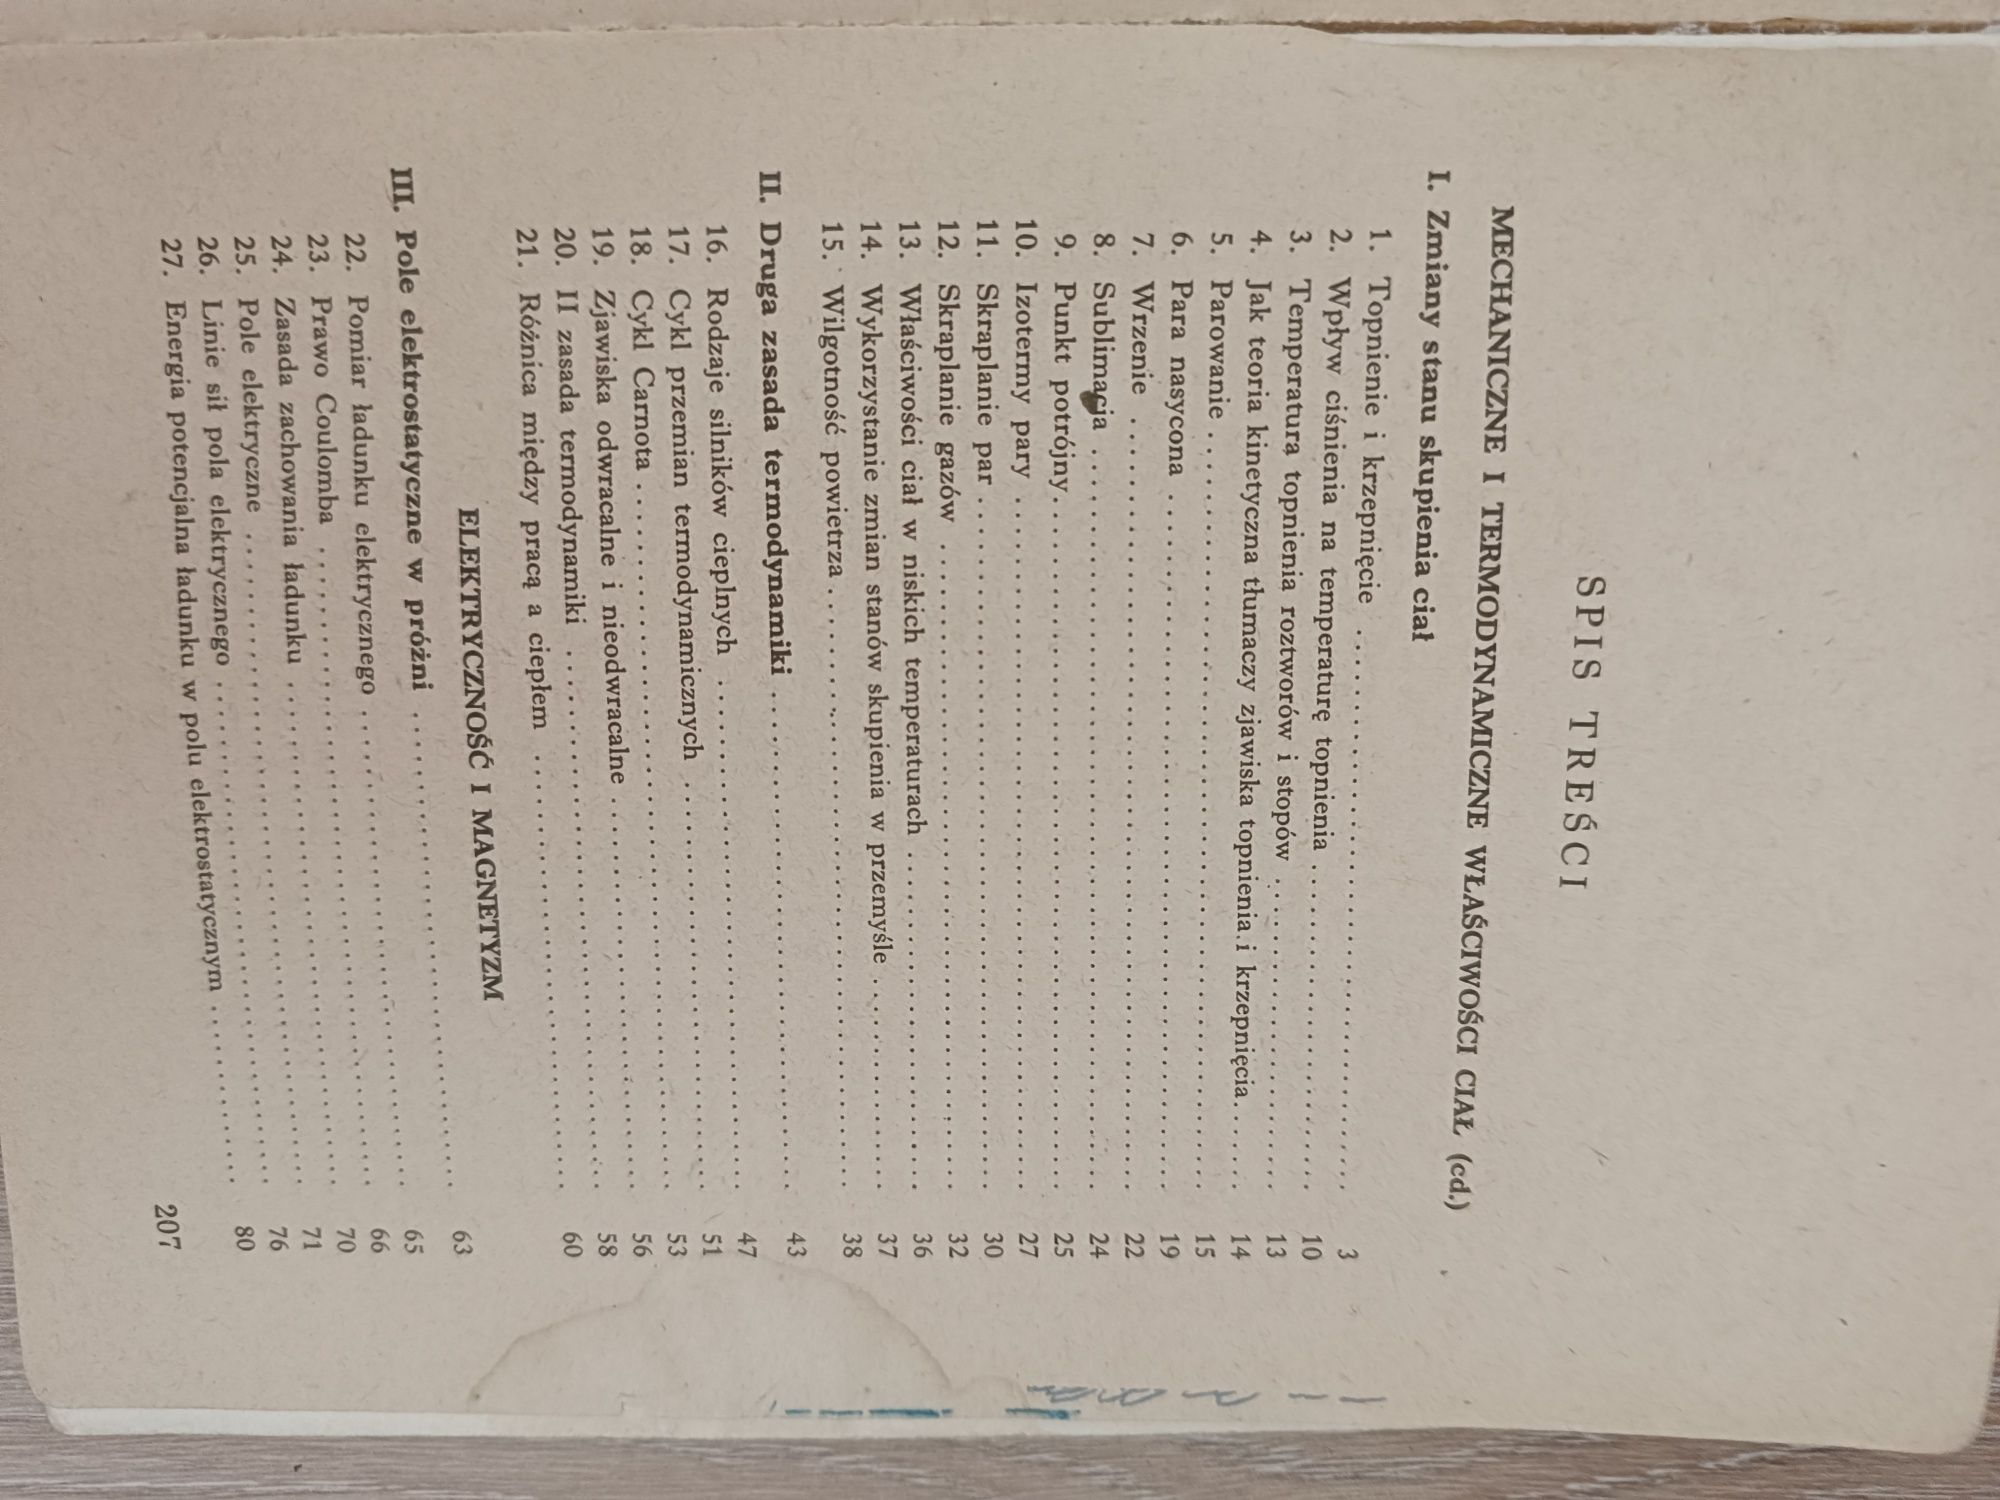 SPIS TREŚCI
MECHANICZNE I TERMODYNAMICZNE WŁAŚCIWOŚCI CIAŁ (cd.)
I. Zmiany stanu skupienia ciał
1. Topnienie i krzepnięcie . . . . . . . . . . 3
2. Wpływ ciśnienia na temperaturę topnienia . . . . . . . . . . 10
3. Temperatura topnienia roztworów i stopów . . . . . . . . . . 13
4. Jak teoria kinetyczna tłumaczy zjawiska topnienia i krzepnięcia . . . . . 14
5. Parowanie . . . . . . . . . . 15
6. Para nasycona . . . . . . . . . . 19
7. Wrzenie . . . . . . . . . . 22
8. Sublimacja . . . . . . . . . . 24
9. Punkt potrójny . . . . . . . . . . 25
10. Izotermy pary . . . . . . . . . . 27
11. Skraplanie par . . . . . . . . . . 30
12. Skraplanie gazów . . . . . . . . . . 32
13. Właściwości ciał w niskich temperaturach . . . . . . . . . . 36
14. Wykorzystanie zmian stanów skupienia w przemyśle . . . . . . . . . . 37
15. Wilgotność powietrza . . . . . . . . . . 38
II. Druga zasada termodynamiki . . . . . . . . . . 43
16. Rodzaje silników cieplnych . . . . . . . . . . 47
17. Cykl przemian termodynamicznych . . . . . . . . . . 51
18. Cykl Carnota . . . . . . . . . . 53
19. Zjawiska odwracalne i nieodwracalne . . . . . . . . . . 56
20. II zasada termodynamiki . . . . . . . . . . 58
21. Różnica między pracą a ciepłem . . . . . . . . . . 60
ELEKTRYCZNOŚĆ I MAGNETYZM
III. Pole elektrostatyczne w próżni . . . . . . . . . . 63
22. Pomiar ładunku elektrycznego . . . . . . . . . . 65
23. Prawo Coulomba . . . . . . . . . . 66
24. Zasada zachowania ładunku . . . . . . . . . . 70
25. Pole elektryczne . . . . . . . . . . 71
26. Linie sił pola elektrycznego . . . . . . . . . . 76
27. Energia potencjalna ładunku w polu elektrostatycznym . . . . . . . . . . 80
207